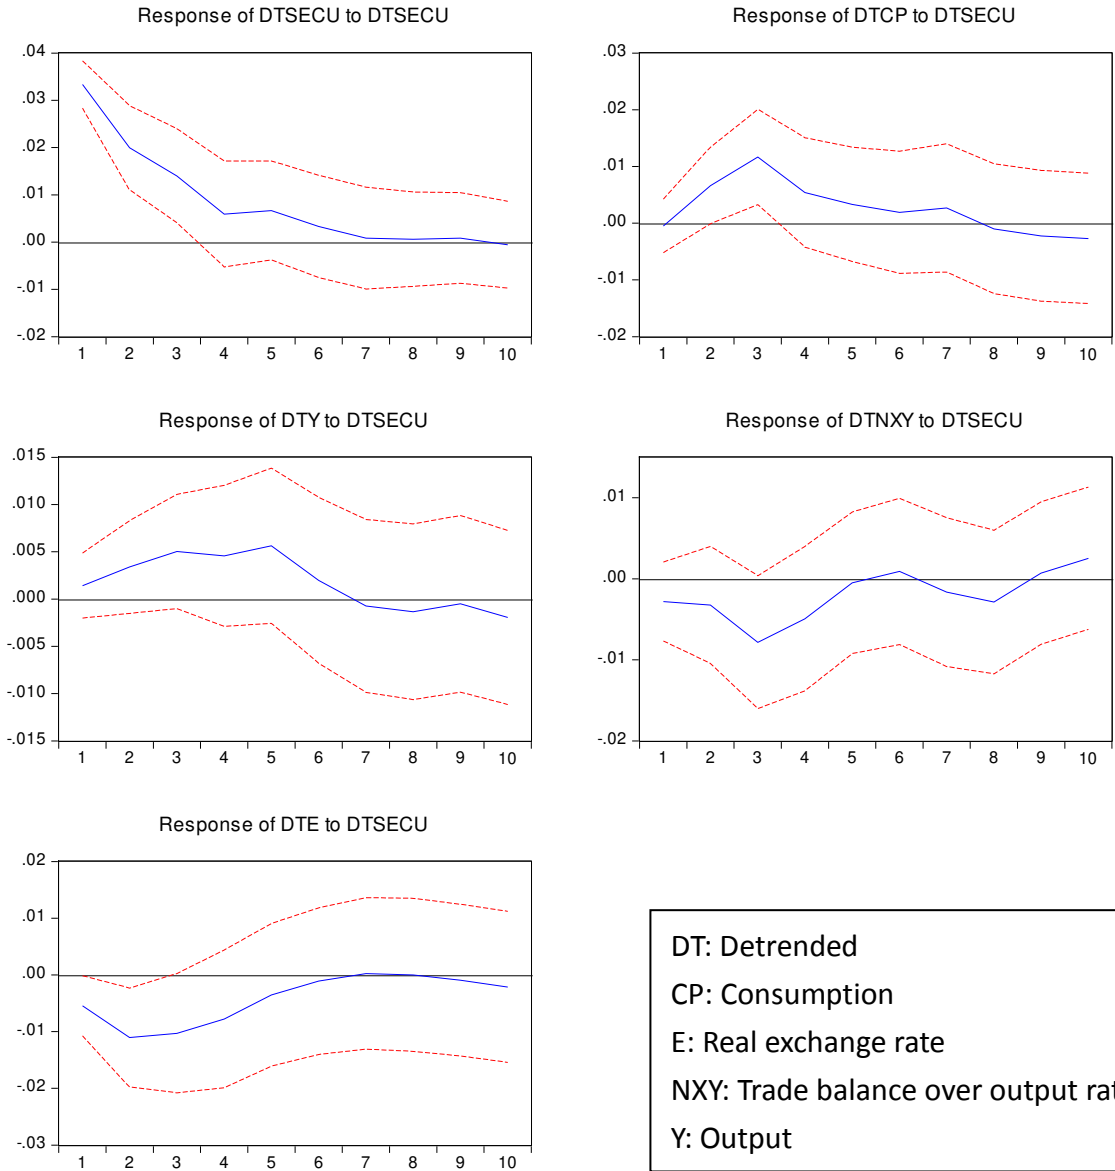 Response of DTSECU to DTSECU
.04
.03
.02
.01
.00
-.01
-.02
1 2 3 4 5 6 7 8 9 10
Response of DTCP to DTSECU
.03
.02
.01
.00
-.01
-.02
1 2 3 4 5 6 7 8 9 10
Response of DTY to DTSECU
.015
.010
.005
.000
-.005
-.010
-.015
1 2 3 4 5 6 7 8 9 10
Response of DTNXY to DTSECU
.01
.00
-.01
-.02
1 2 3 4 5 6 7 8 9 10
Response of DTE to DTSECU
.02
.01
.00
-.01
-.02
-.03
1 2 3 4 5 6 7 8 9 10
DT: Detrended
CP: Consumption
E: Real exchange rate
NXY: Trade balance over output
Y: Output